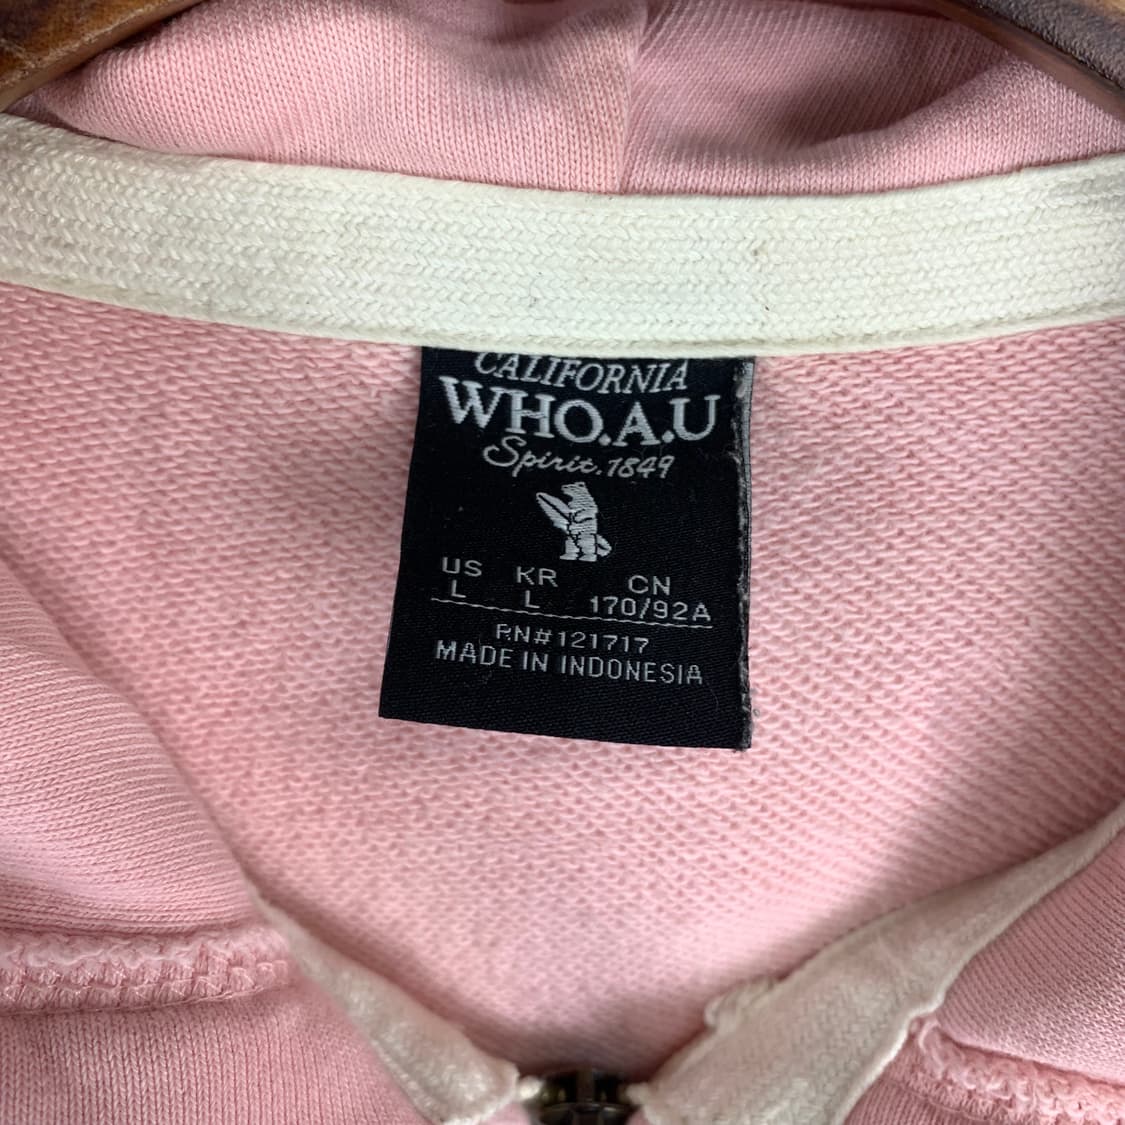 CALIFORNIA
WHO.A.U
Spirit.1849
US KR CN
L L 170/92A
RN#121717
MADE IN INDONESIA